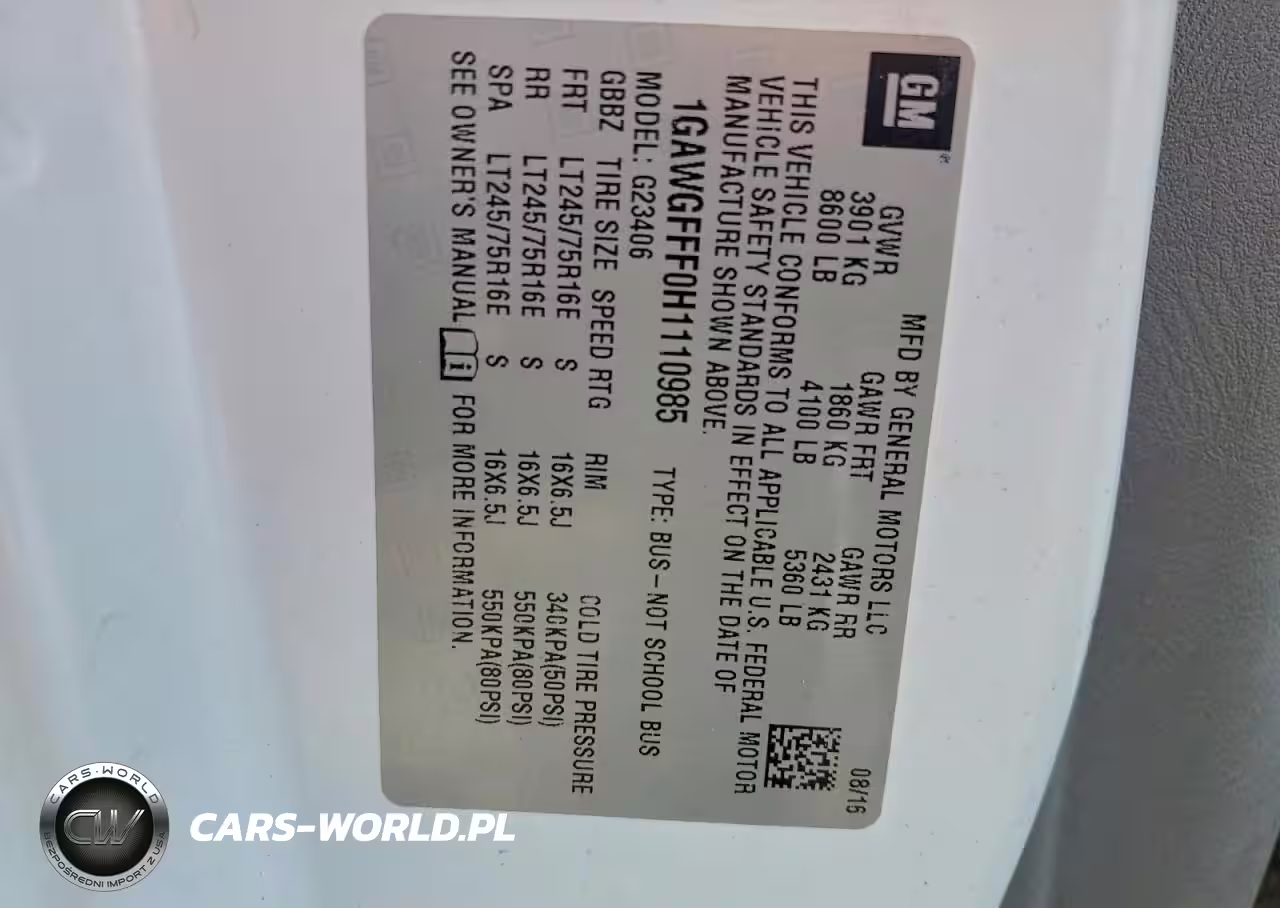 GM
MFD BY GENERAL MOTORS LLC 08/16
GVWR GAWR FRT GAWR RR
3901 KG 1860 KG 2431 KG
8600 LB 4100 LB 5360 LB
THIS VEHICLE CONFORMS TO ALL APPLICABLE U.S. FEDERAL MOTOR
VEHICLE SAFETY STANDARDS IN EFFECT ON THE DATE OF
MANUFACTURE SHOWN ABOVE.
1GAWGFFF0H1110985 TYPE: BUS–NOT SCHOOL BUS
MODEL: G23406
GBBZ TIRE SIZE SPEED RTG RIM COLD TIRE PRESSURE
FRT LT245/75R16E S 16X6.5J 340KPA(50PSI)
RR LT245/75R16E S 16X6.5J 550KPA(80PSI)
SPA LT245/75R16E S 16X6.5J 550KPA(80PSI)
SEE OWNER'S MANUAL i FOR MORE INFORMATION.
CARS-WORLD
CW
BEZPOŚREDNI IMPORT Z USA
CARS-WORLD.PL